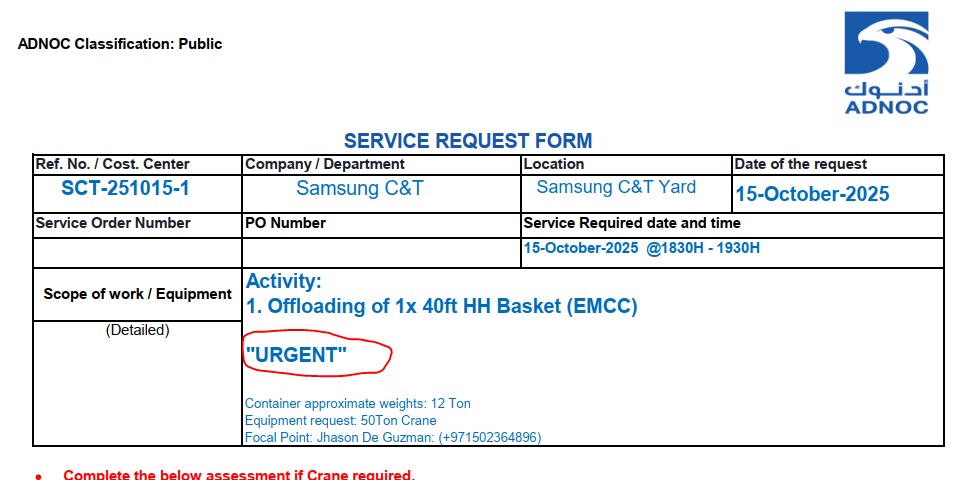 ADNOC Classification: Public
أدنوك
ADNOC
SERVICE REQUEST FORM
Ref. No. / Cost. Center
Company / Department
Location
Date of the request
SCT-251015-1
Samsung C&T
Samsung C&T Yard
15-October-2025
Service Order Number
PO Number
Service Required date and time
15-October-2025 @1830H - 1930H
Scope of work / Equipment
(Detailed)
Activity:
1. Offloading of 1x 40ft HH Basket (EMCC)
"URGENT"
Container approximate weights: 12 Ton
Equipment request: 50Ton Crane
Focal Point: Jhason De Guzman: (+971502364896)
• Complete the below assessment if Crane required.